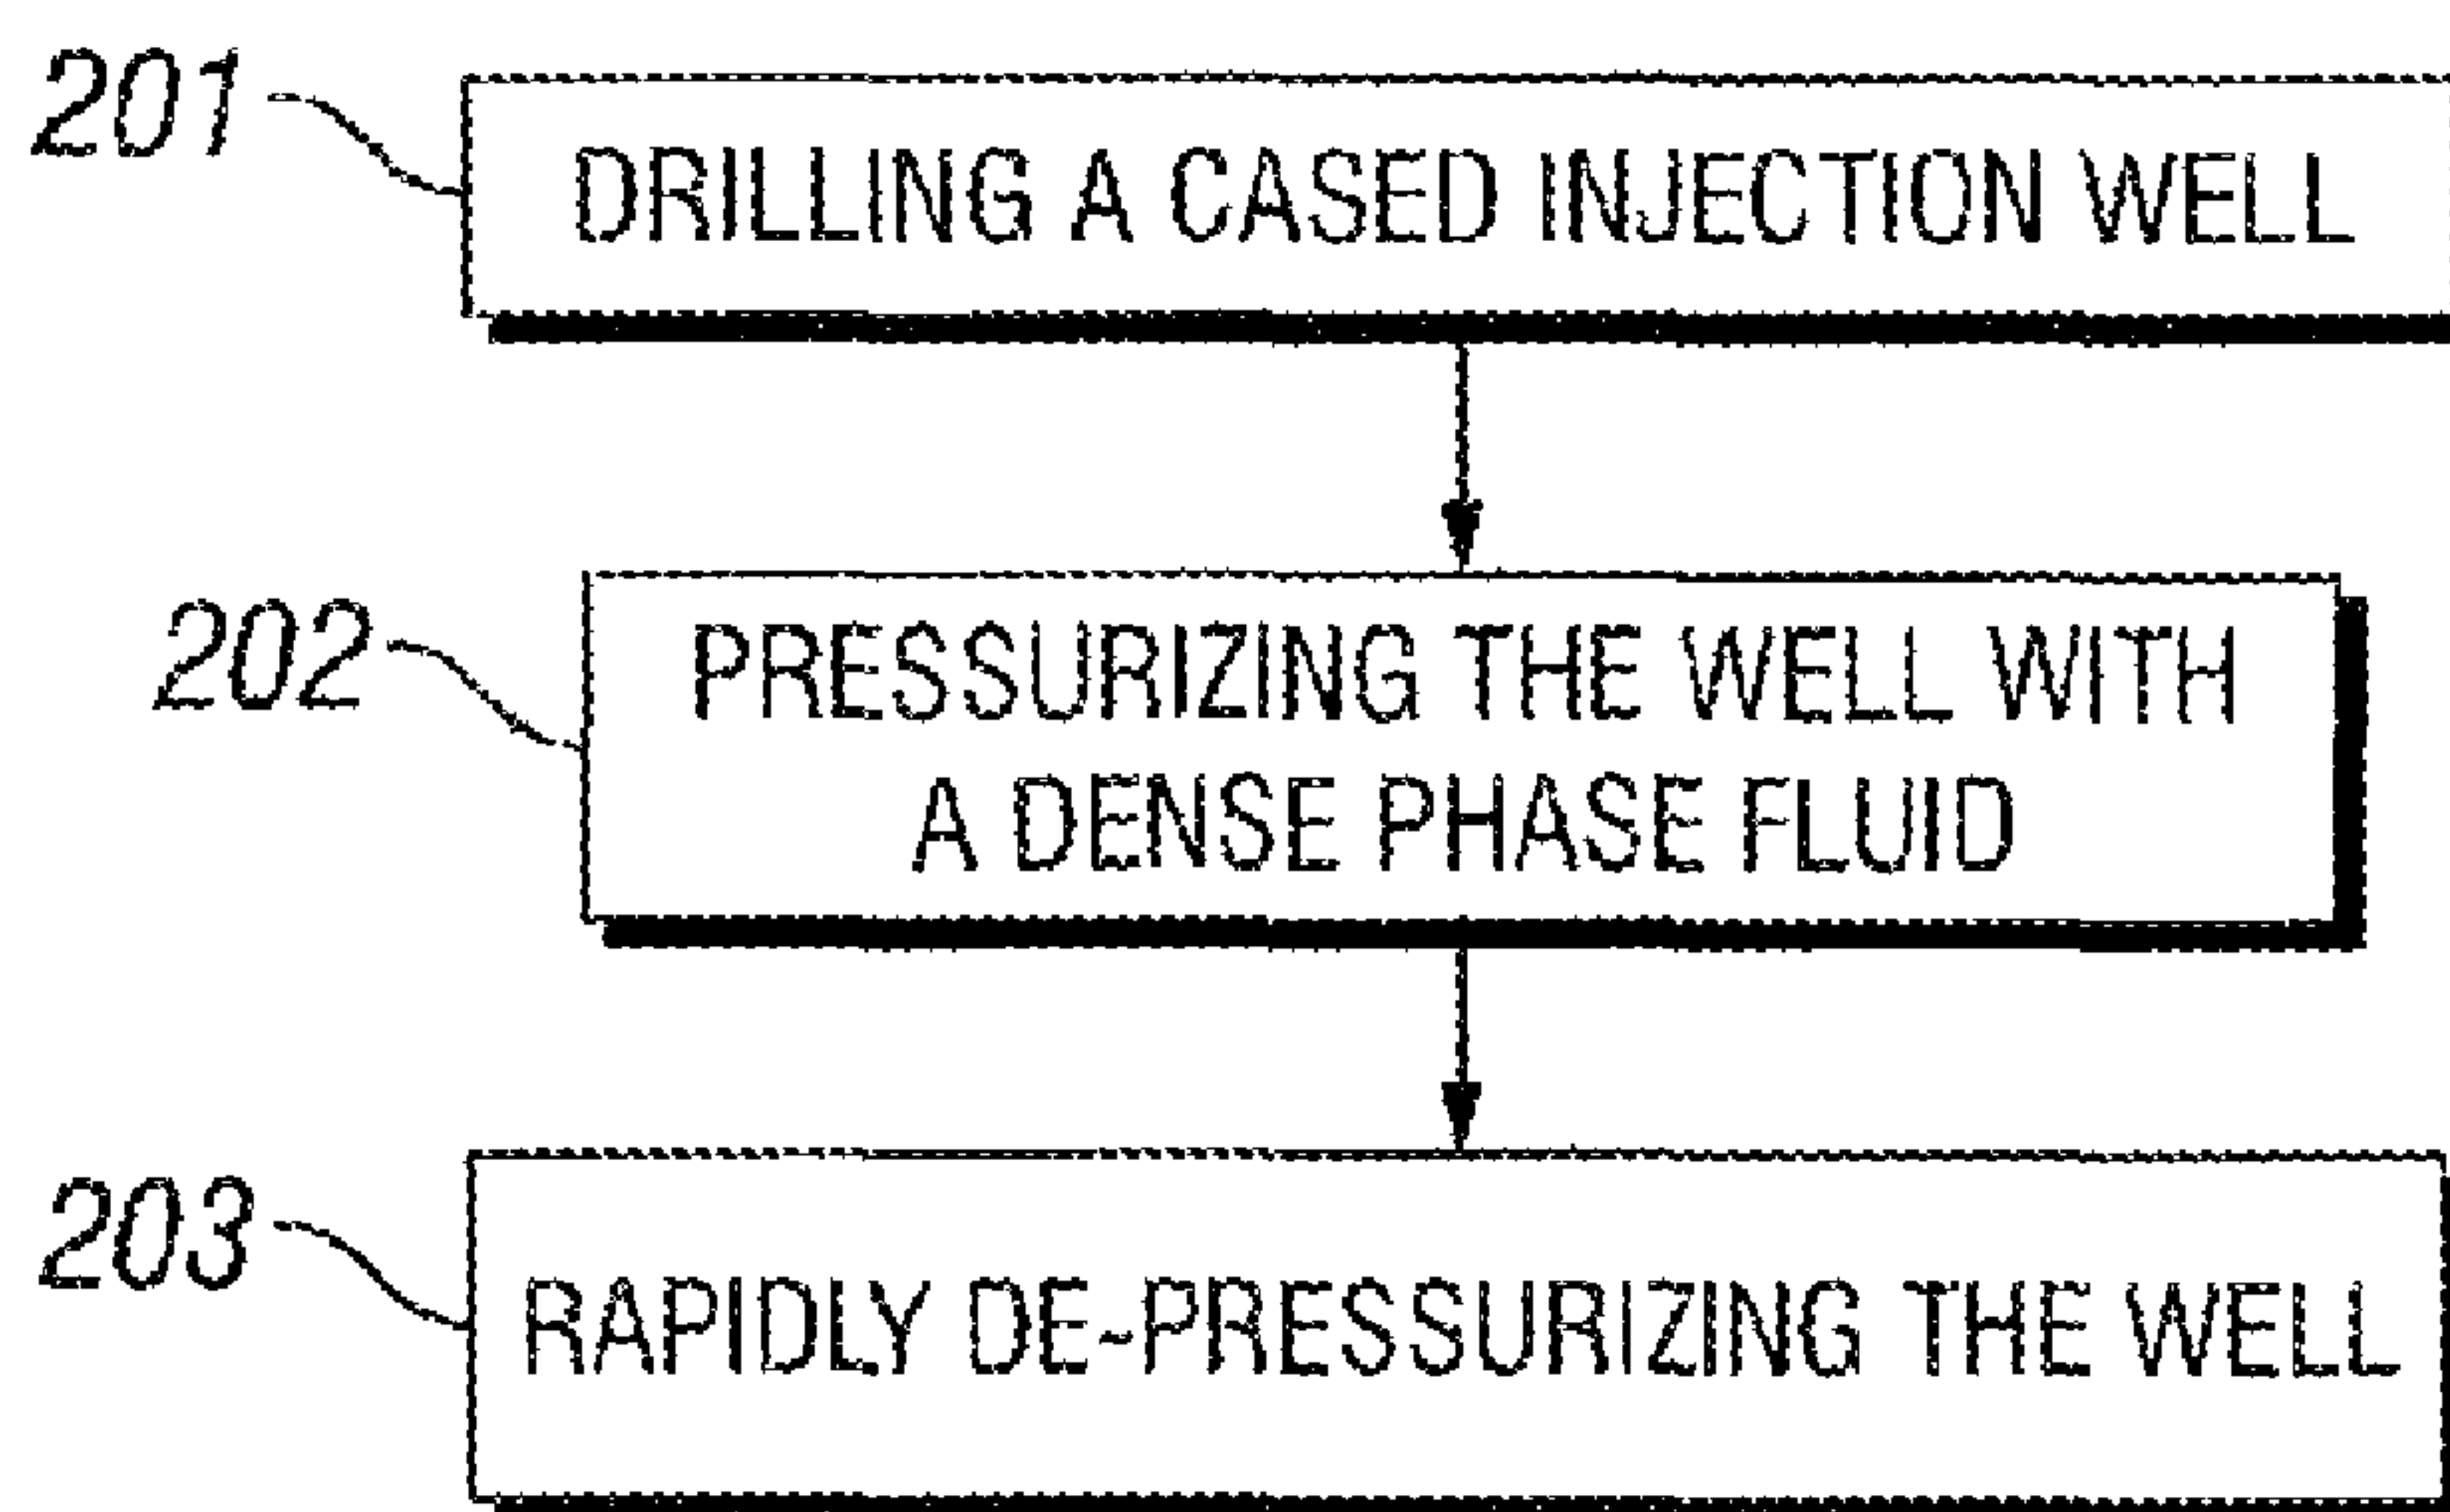 201
DRILLING A CASED INJECTION WELL
202
PRESSURIZING THE WELL WITH
A DENSE PHASE FLUID
203
RAPIDLY DE-PRESSURIZING THE WELL